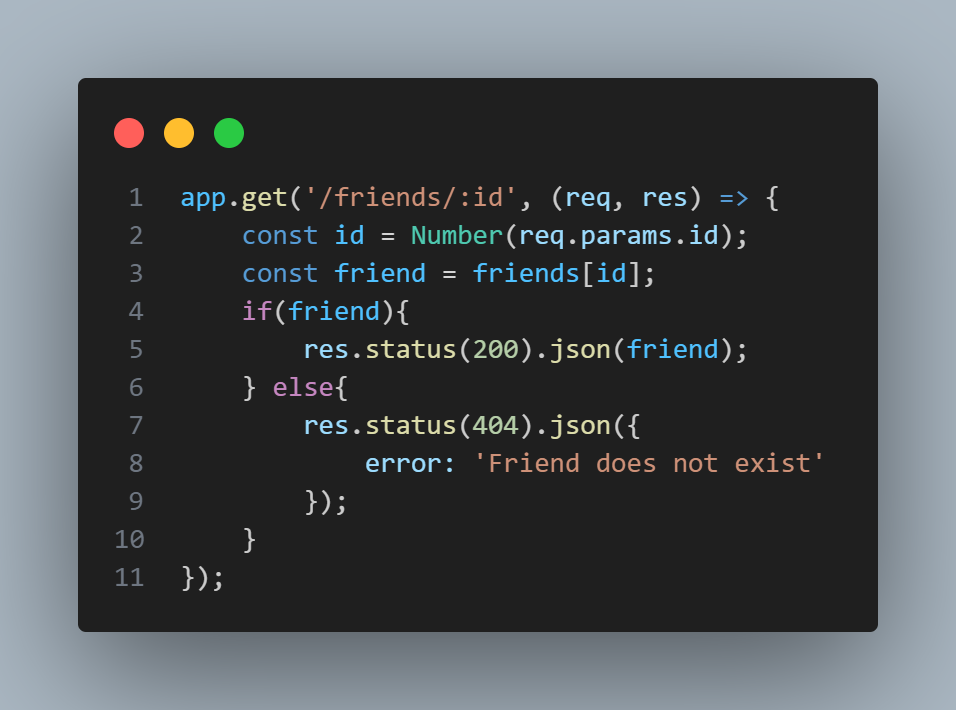 1 app.get('/friends/:id', (req, res) => {
2     const id = Number(req.params.id);
3     const friend = friends[id];
4     if(friend){
5         res.status(200).json(friend);
6     } else{
7         res.status(404).json({
8             error: 'Friend does not exist'
9         });
10     }
11 });